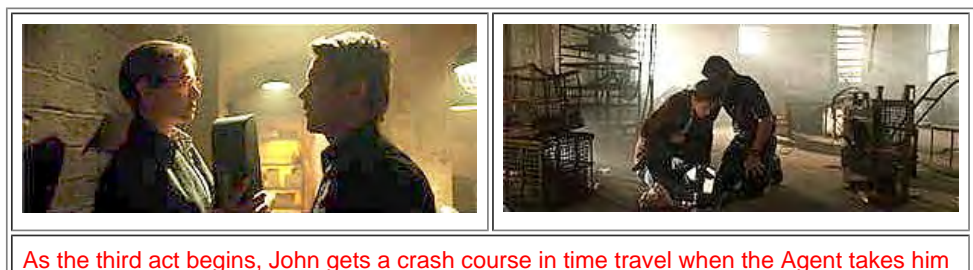 As the third act begins, John gets a crash course in time travel when the Agent takes him